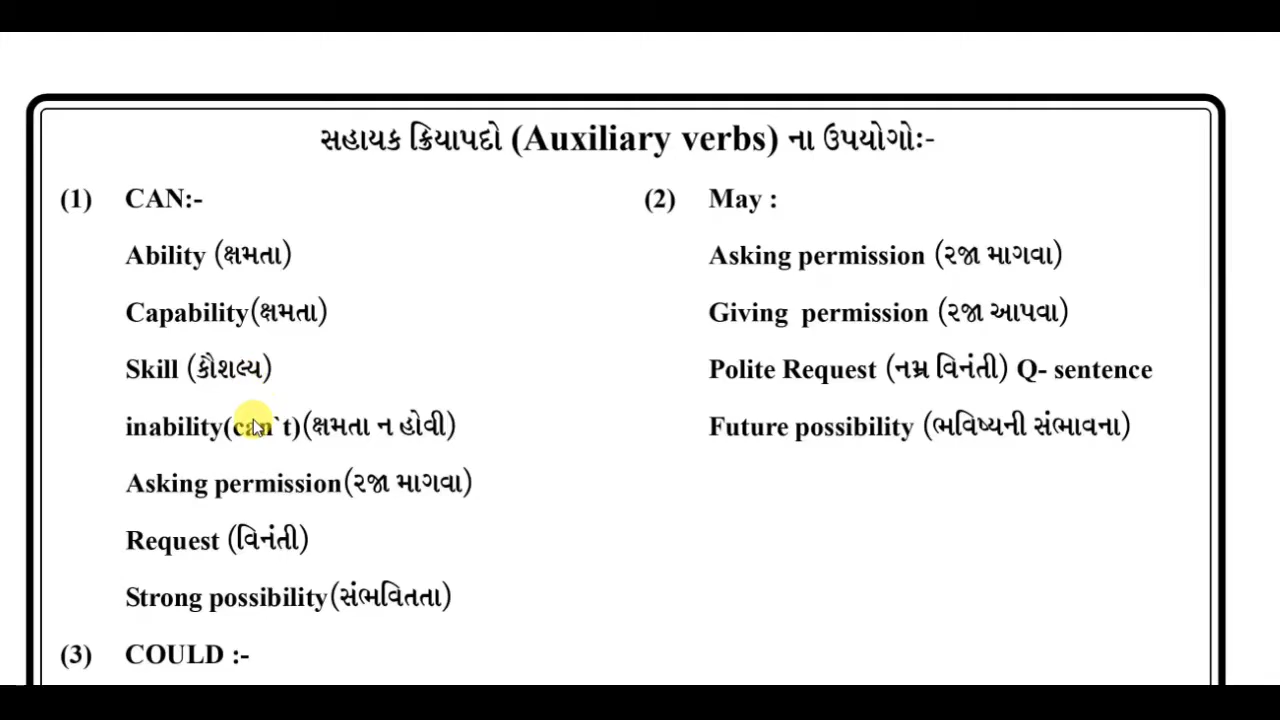 સહાયક ક્રિયાપદો (Auxiliary verbs) ના ઉપયોગોઃ-
(1) CAN:-
Ability (ક્ષમતા)
Capability(ક્ષમતા)
Skill (કૌશલ્ય)
inability(can`t)(ક્ષમતા ન હોવી)
Asking permission(રજા માગવા)
Request (વિનંતી)
Strong possibility(સંભવિતતા)
(2) May :
Asking permission (રજા માગવા)
Giving permission (રજા આપવા)
Polite Request (નમ્ર વિનંતી) Q- sentence
Future possibility (ભવિષ્યની સંભાવના)
(3) COULD :-